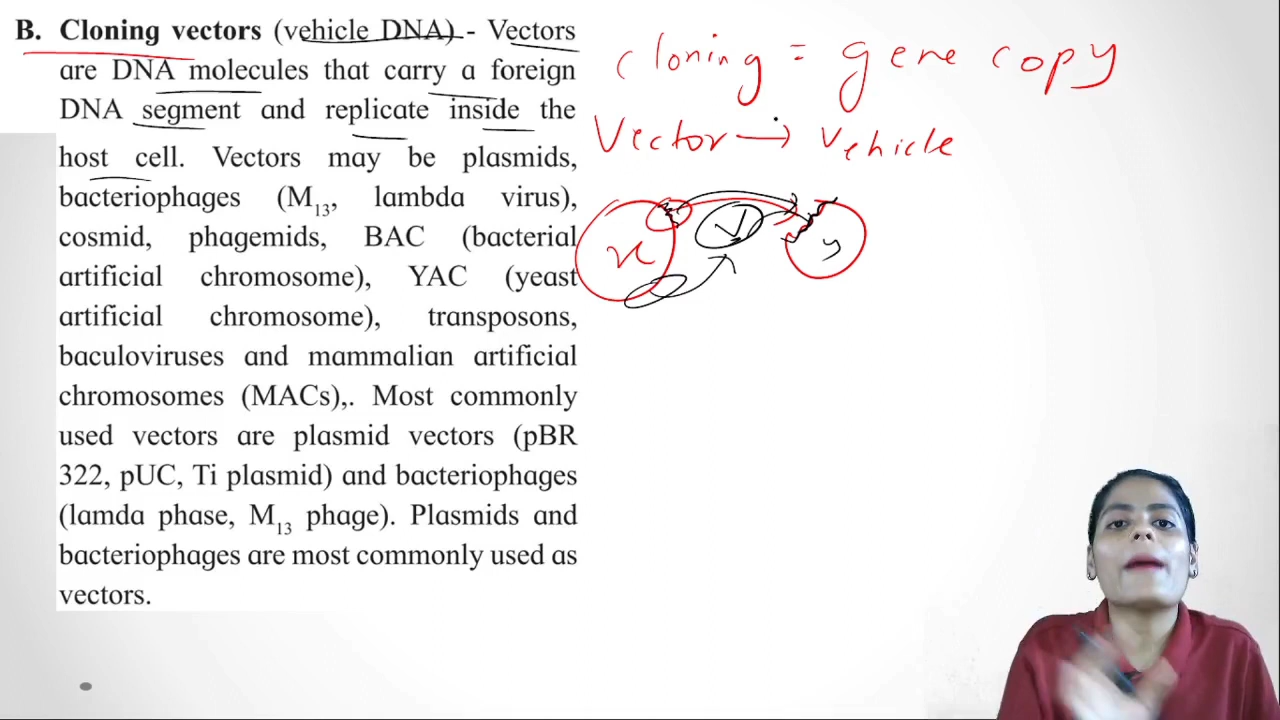 B. Cloning vectors (vehicle DNA) - Vectors
are DNA molecules that carry a foreign
DNA segment and replicate inside the
host cell. Vectors may be plasmids,
bacteriophages (M13, lambda virus),
cosmid, phagemids, BAC (bacterial
artificial chromosome), YAC (yeast
artificial chromosome), transposons,
baculoviruses and mammalian artificial
chromosomes (MACs),. Most commonly
used vectors are plasmid vectors (pBR
322, pUC, Ti plasmid) and bacteriophages
(lamda phase, M13 phage). Plasmids and
bacteriophages are most commonly used as
vectors.
cloning = gene copy
Vector → Vehicle
x
V
y